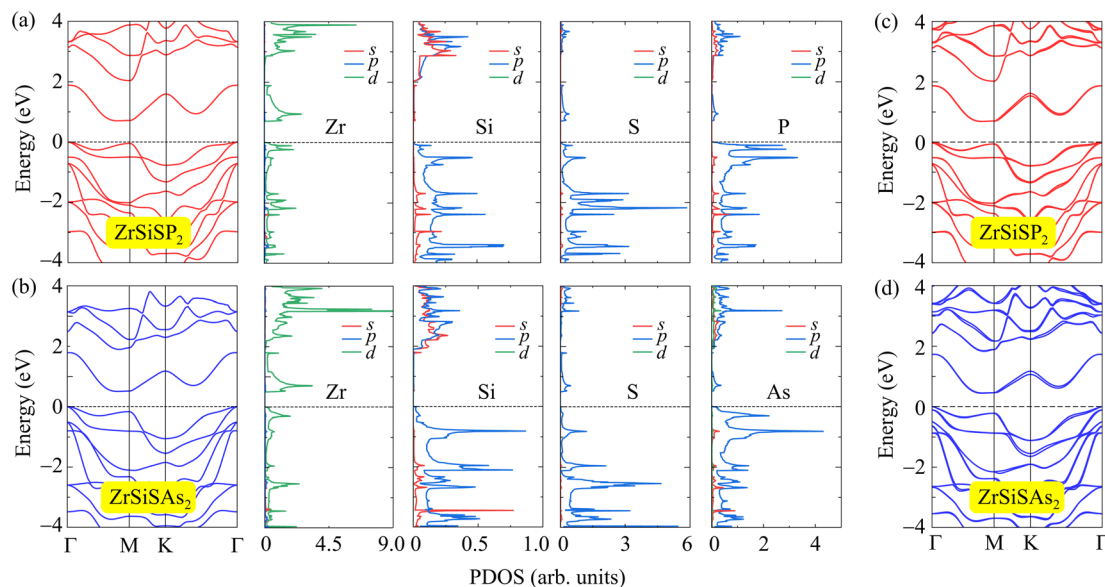 (a)
Energy (eV)
4
2
0
−2
−4
ZrSiSP2
s
p
d
Zr
s
p
d
Si
s
p
d
S
s
p
d
P
(c)
Energy (eV)
4
2
0
−2
−4
ZrSiSP2
(b)
Energy (eV)
4
2
0
−2
−4
Γ M K Γ
ZrSiSAs2
s
p
d
Zr
0 4.5 9.0
s
p
d
Si
0 0.5 1.0
s
p
d
S
0 3 6
s
p
d
As
0 2 4
PDOS (arb. units)
(d)
Energy (eV)
4
2
0
−2
−4
ZrSiSAs2
Γ M K Γ